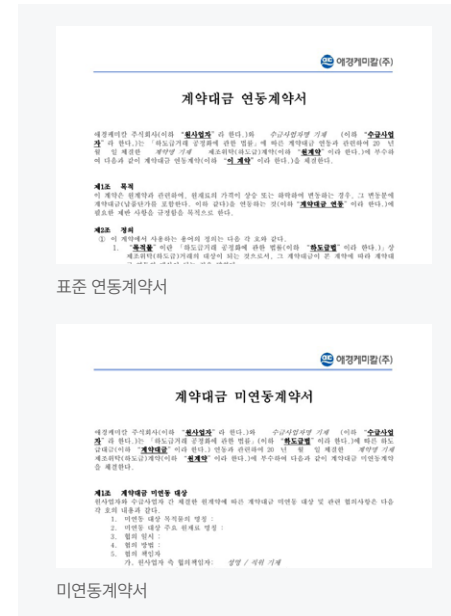 애경케미칼(주)
계약대금 연동계약서
애경케미칼 주식회사(이하 "원사업자" 라 한다.)와 수급사업자명 기재 (이하 "수급사업
자" 라 한다.)는 「하도급거래 공정화에 관한 법률」에 따른 계약대금 연동과 관련하여 20 년
월 일 체결한 계약명 기재 제조위탁(하도급)계약(이하 "원계약" 이라 한다.)에 부수하
여 다음과 같이 계약대금 연동계약(이하 "이 계약" 이라 한다.)을 체결한다.
제1조 목적
이 계약은 원계약과 관련하여, 원재료의 가격이 상승 또는 하락하여 변동하는 경우, 그 변동분에
계약대금(납품단가를 포함한다. 이하 같다)을 연동하는 것(이하 "계약대금 연동" 이라 한다.)에
필요한 제반 사항을 규정함을 목적으로 한다.
제2조 정의
① 이 계약에서 사용하는 용어의 정의는 다음 각 호와 같다.
1. "목적물" 이란 「하도급거래 공정화에 관한 법률(이하 "하도급법" 이라 한다.)」상
제조위탁(하도급)거래의 대상이 되는 것으로서, 그 계약대금이 본 계약에 따라 계약대
표준 연동계약서
애경케미칼(주)
계약대금 미연동계약서
애경케미칼 주식회사(이하 "원사업자" 라 한다.)와 수급사업자명 기재 (이하 "수급사업
자" 라 한다.)는 「하도급거래 공정화에 관한 법률」(이하 "하도급법" 이라 한다.)에 따른 하도
급대금(이하 "계약대금" 이라 한다.) 연동과 관련하여 20 년 월 일 체결한 계약명 기재
제조위탁(하도급)계약(이하 "원계약" 이라 한다.)에 부수하여 다음과 같이 계약대금 미연동계약
을 체결한다.
제1조 계약대금 미연동 대상
원사업자와 수급사업자 간 체결한 원계약에 따른 계약대금 미연동 대상 및 관련 협의사항은 다음
각 호의 내용과 같다.
1. 미연동 대상 목적물의 명칭 :
2. 미연동 대상 주요 원재료 명칭 :
3. 협의 일시 :
4. 협의 방법 :
5. 협의 책임자
가. 원사업자 측 협의책임자: 성명 / 직위 기재
미연동계약서